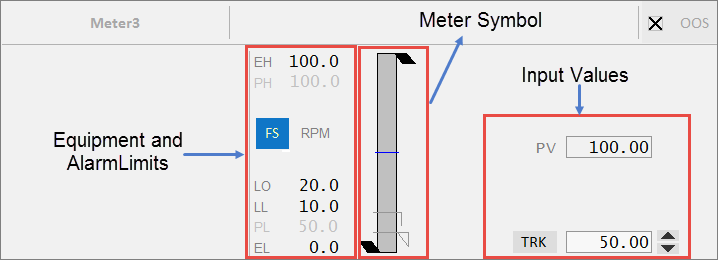 Meter3
Meter Symbol
OOS
EH 100.0
PH 100.0
Input Values
FS RPM
Equipment and
AlarmLimits
PV 100.00
LO 20.0
LL 10.0
PL 50.0
EL 0.0
TRK 50.00